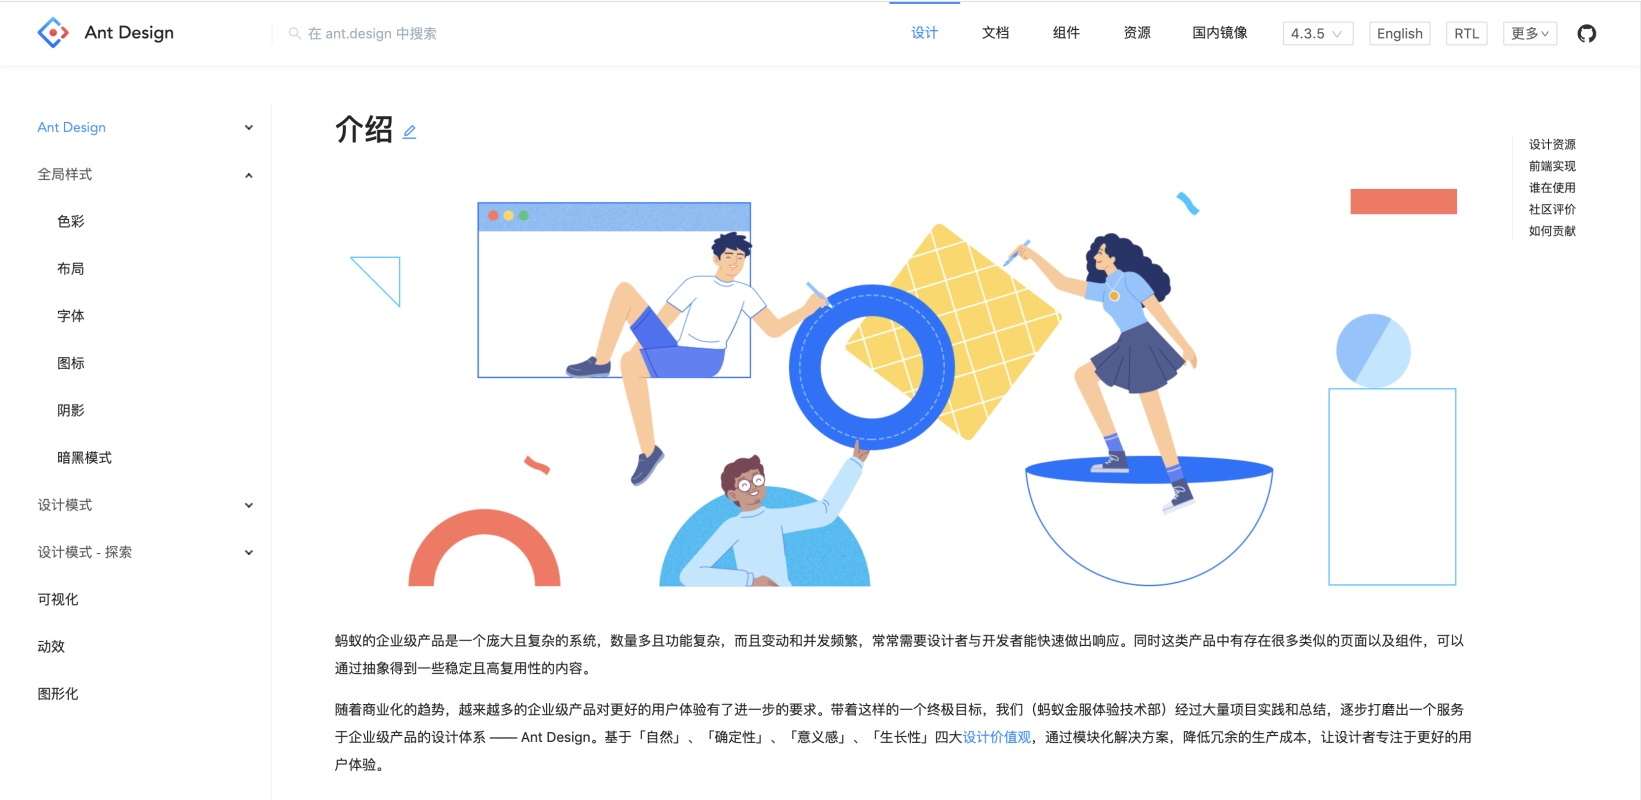 Ant Design
在 ant.design 中搜索
设计
文档
组件
资源
国内镜像
4.3.5
English
RTL
更多
Ant Design
全局样式
色彩
布局
字体
图标
阴影
暗黑模式
设计模式
设计模式 - 探索
可视化
动效
图形化
介绍
设计资源
前端实现
谁在使用
社区评价
如何贡献
蚂蚁的企业级产品是一个庞大且复杂的系统，数量多且功能复杂，而且变动和并发频繁，常常需要设计者与开发者能快速做出响应。同时这类产品中有存在很多类似的页面以及组件，可以
通过抽象得到一些稳定且高复用性的内容。
随着商业化的趋势，越来越多的企业级产品对更好的用户体验有了进一步的要求。带着这样的一个终极目标，我们（蚂蚁金服体验技术部）经过大量项目实践和总结，逐步打磨出一个服务
于企业级产品的设计体系 —— Ant Design。基于「自然」、「确定性」、「意义感」、「生长性」四大设计价值观，通过模块化解决方案，降低冗余的生产成本，让设计者专注于更好的用
户体验。